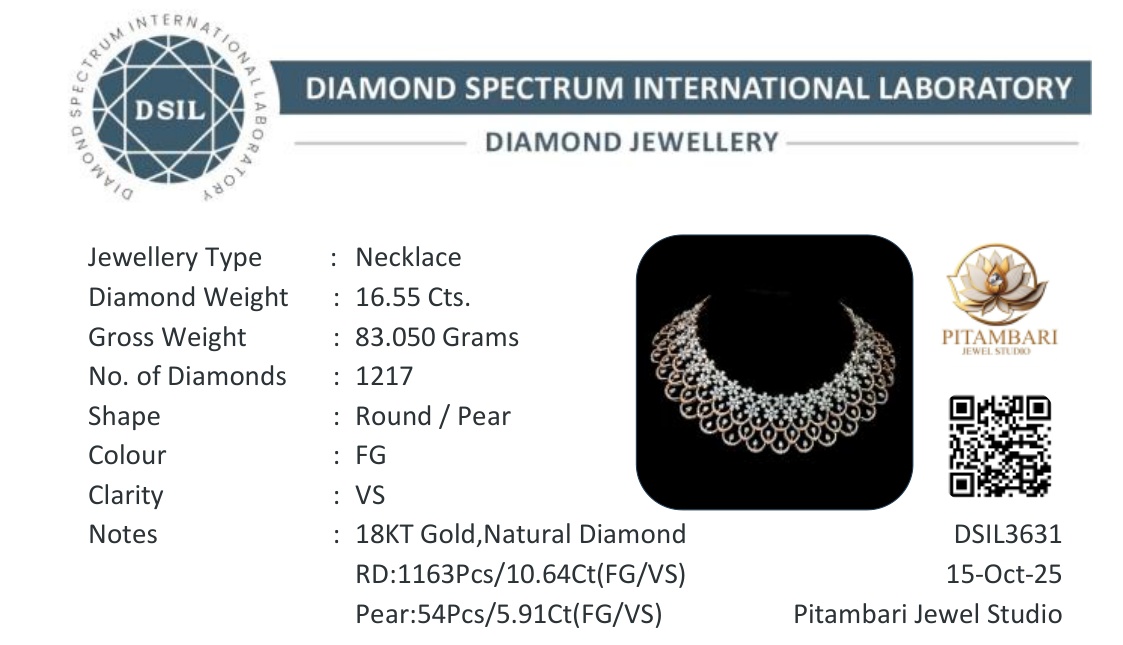 DIAMOND SPECTRUM INTERNATIONAL LABORATORY
DSIL
DIAMOND SPECTRUM INTERNATIONAL LABORATORY
DIAMOND JEWELLERY
Jewellery Type : Necklace
Diamond Weight : 16.55 Cts.
Gross Weight : 83.050 Grams
No. of Diamonds : 1217
Shape : Round / Pear
Colour : FG
Clarity : VS
Notes : 18KT Gold,Natural Diamond
RD:1163Pcs/10.64Ct(FG/VS)
Pear:54Pcs/5.91Ct(FG/VS)
PITAMBARI
JEWEL STUDIO
DSIL3631
15-Oct-25
Pitambari Jewel Studio